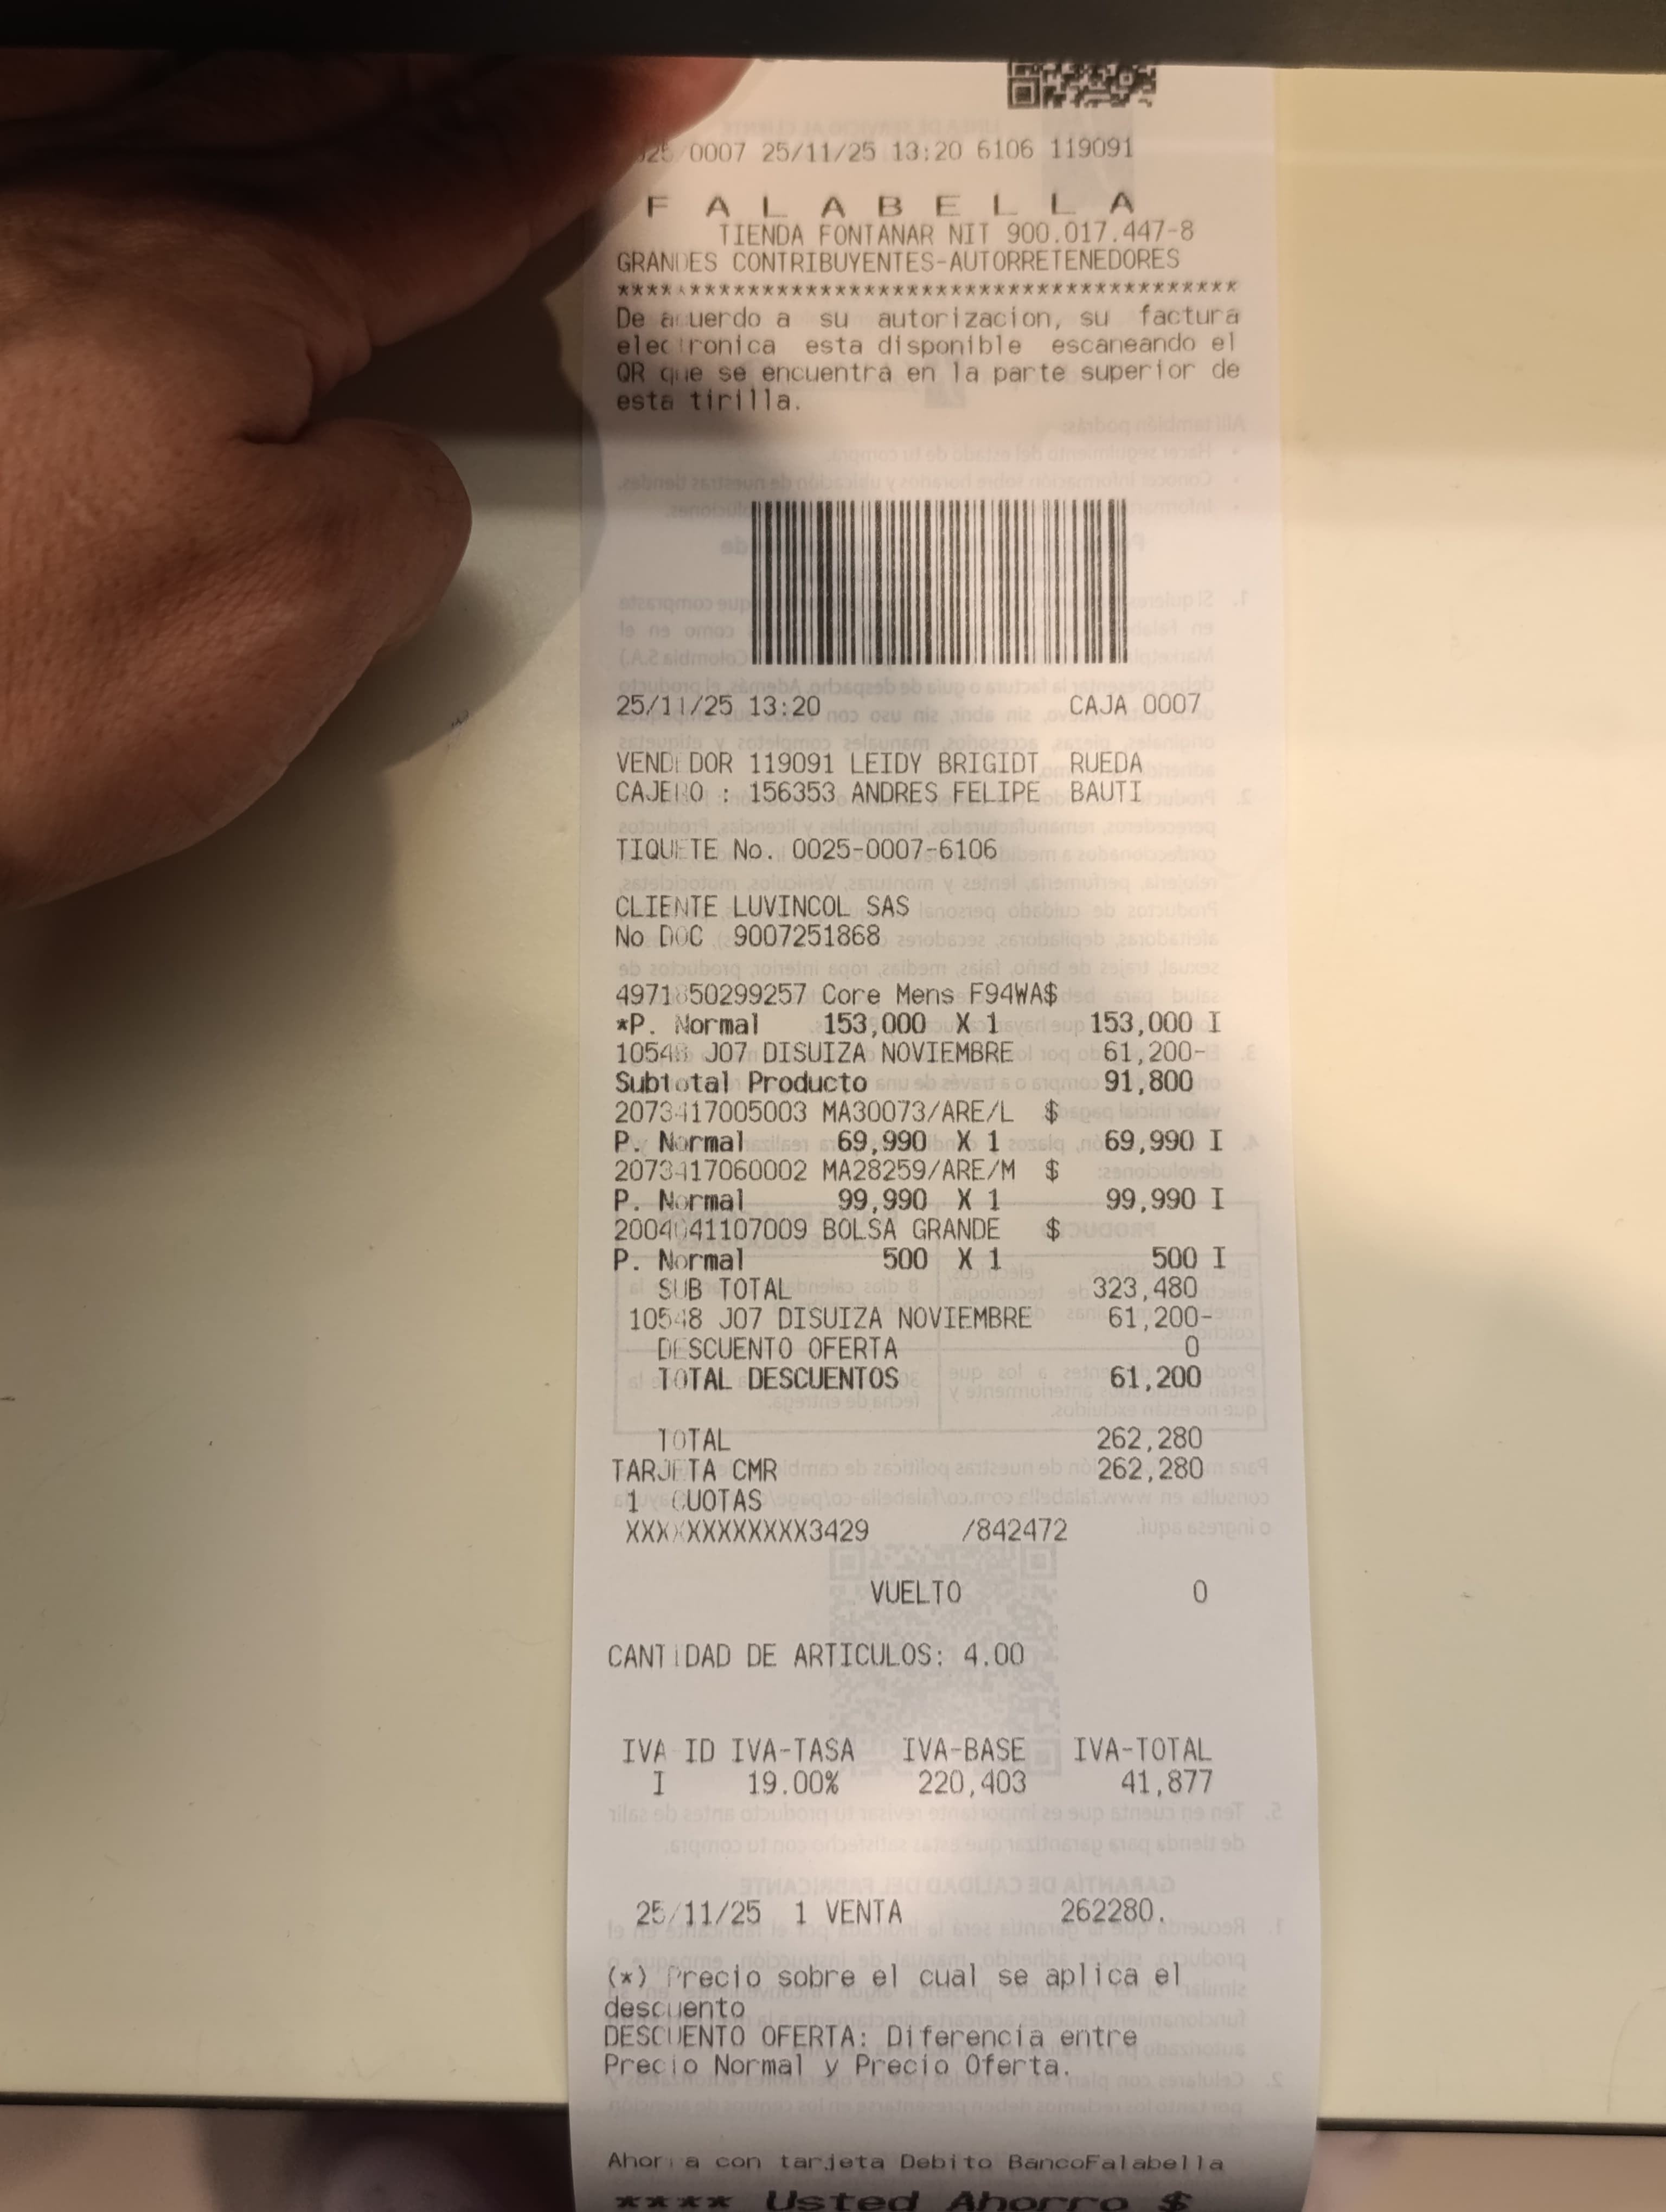 0007 25/11/25 13:20 6106 119091
FALABELLA
TIENDA FONTANAR NIT 900.017.447-8
GRANDES CONTRIBUYENTES-AUTORRETENEDORES
*******************************************
De acuerdo a su autorizacion, su factura
electronica esta disponible escaneando el
QR que se encuentra en la parte superior de
esta tirilla.
25/11/25 13:20 CAJA 0007
VENDEDOR 119091 LEIDY BRIGIDT RUEDA
CAJERO : 156353 ANDRES FELIPE BAUTI
TIQUETE No. 0025-0007-6106
CLIENTE LUVINCOL SAS
No DOC 9007251868
Core Mens F94WA$
*P. Normal 153,000 X 1 153,000 I
10548 J07 DISUIZA NOVIEMBRE 61,200-
Subtotal Producto 91,800
2073417005003 MA30073/ARE/L $
P. Normal 69,990 X 1 69,990 I
2073417060002 MA28259/ARE/M $
P. Normal 99,990 X 1 99,990 I
BOLSA GRANDE $
P. Normal 500 X 1 500 I
SUB TOTAL 323,480
10548 J07 DISUIZA NOVIEMBRE 61,200-
DESCUENTO OFERTA 0
TOTAL DESCUENTOS 61,200
TOTAL 262,280
TARJETA CMR 262,280
1 CUOTAS
XXXXXXXXXXXX3429 /842472
VUELTO 0
CANTIDAD DE ARTICULOS: 4.00
IVA ID IVA-TASA IVA-BASE IVA-TOTAL
I 19.00% 220,403 41,877
25/11/25 1 VENTA 262280.
(*) Precio sobre el cual se aplica el
descuento
DESCUENTO OFERTA: Diferencia entre
Precio Normal y Precio Oferta.
Ahorra con tarjeta Debito BancoFalabella
**** Usted Ahorro $